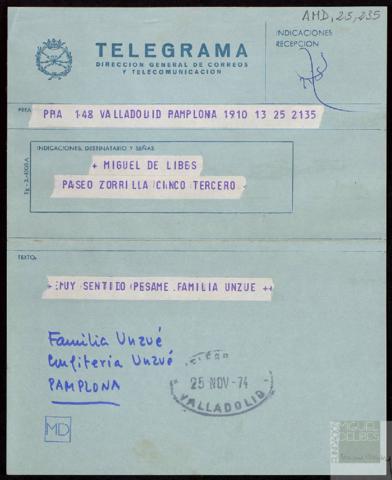 AMD, 25, 235
TELEGRAMA
DIRECCION GENERAL DE CORREOS
Y TELECOMUNICACION
INDICACIONES
RECEPCION
PRA 148 VALLADOLID PAMPLONA 1910 13 25 2135
INDICACIONES, DESTINATARIO Y SEÑAS
+ MIGUEL DE LIBES
PASEO ZORRILLA CINCO TERCERO
TEXTO:
MUY SENTIDO PESAME FAMILIA UNZUE ++
Familia Unzué
Confiteria Unzué
PAMPLONA
25 NOV-74
VALLADOLID
MD
FUNDACIÓN
MIGUEL
DELIBES